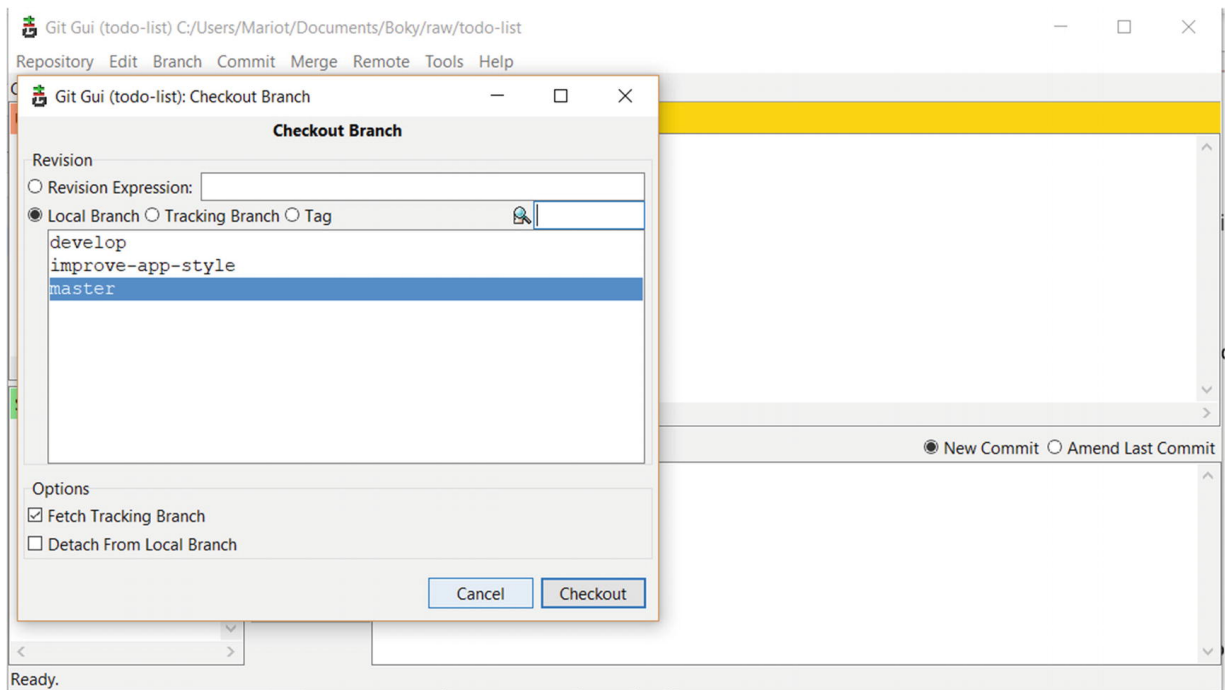 Git Gui (todo-list) C:/Users/Mariot/Documents/Boky/raw/todo-list
Repository Edit Branch Commit Merge Remote Tools Help
Git Gui (todo-list): Checkout Branch
Checkout Branch
Revision
Revision Expression:
Local Branch Tracking Branch Tag
develop
improve-app-style
master
Options
Fetch Tracking Branch
Detach From Local Branch
Cancel Checkout
New Commit Amend Last Commit
Ready.